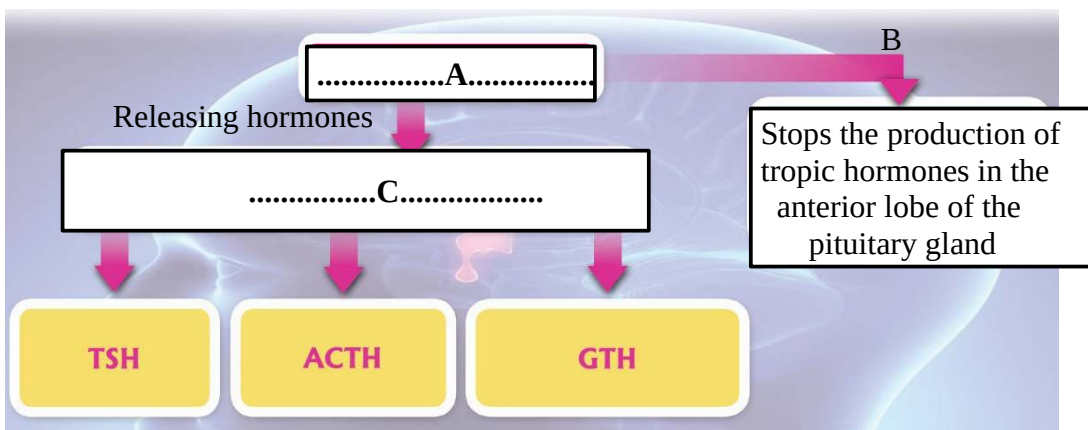 B
................A................
Releasing hormones
Stops the production of
tropic hormones in the
anterior lobe of the
pituitary gland
................C..................
TSH
ACTH
GTH